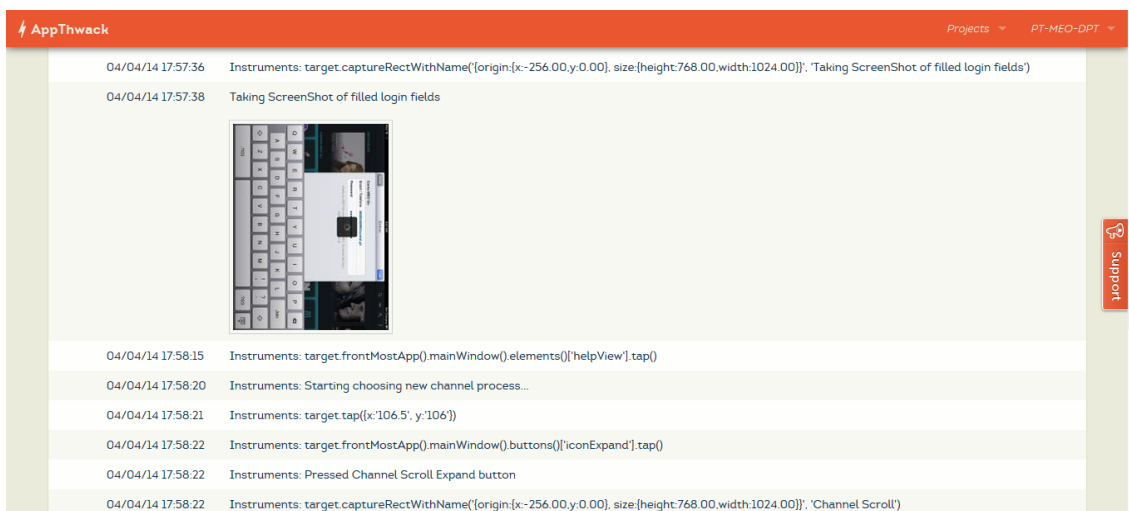 AppThwack
Projects
PT-MEO-DPT
04/04/14 17:57:36 Instruments: target.captureRectWithName('{origin:{x:-256.00,y:0.00}, size:{height:768.00,width:1024.00}}', 'Taking ScreenShot of filled login fields')
04/04/14 17:57:38 Taking ScreenShot of filled login fields
Support
04/04/14 17:58:15 Instruments: target.frontMostApp().mainWindow().elements()['helpView'].tap()
04/04/14 17:58:20 Instruments: Starting choosing new channel process...
04/04/14 17:58:21 Instruments: target.tap({x:'106.5', y:'106'})
04/04/14 17:58:22 Instruments: target.frontMostApp().mainWindow().buttons()['iconExpand'].tap()
04/04/14 17:58:22 Instruments: Pressed Channel Scroll Expand button
04/04/14 17:58:22 Instruments: target.captureRectWithName('{origin:{x:-256.00,y:0.00}, size:{height:768.00,width:1024.00}}', 'Channel Scroll')